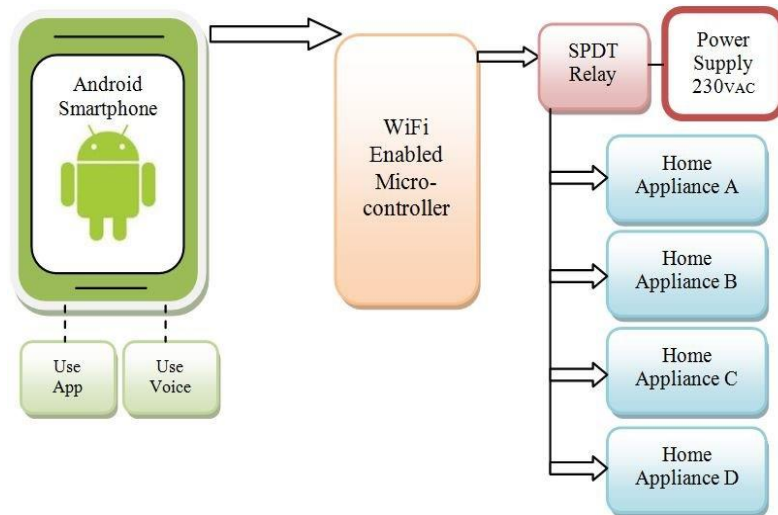 Android
Smartphone
Use
App
Use
Voice
WiFi
Enabled
Micro-
controller
SPDT
Relay
Power
Supply
230VAC
Home
Appliance A
Home
Appliance B
Home
Appliance C
Home
Appliance D